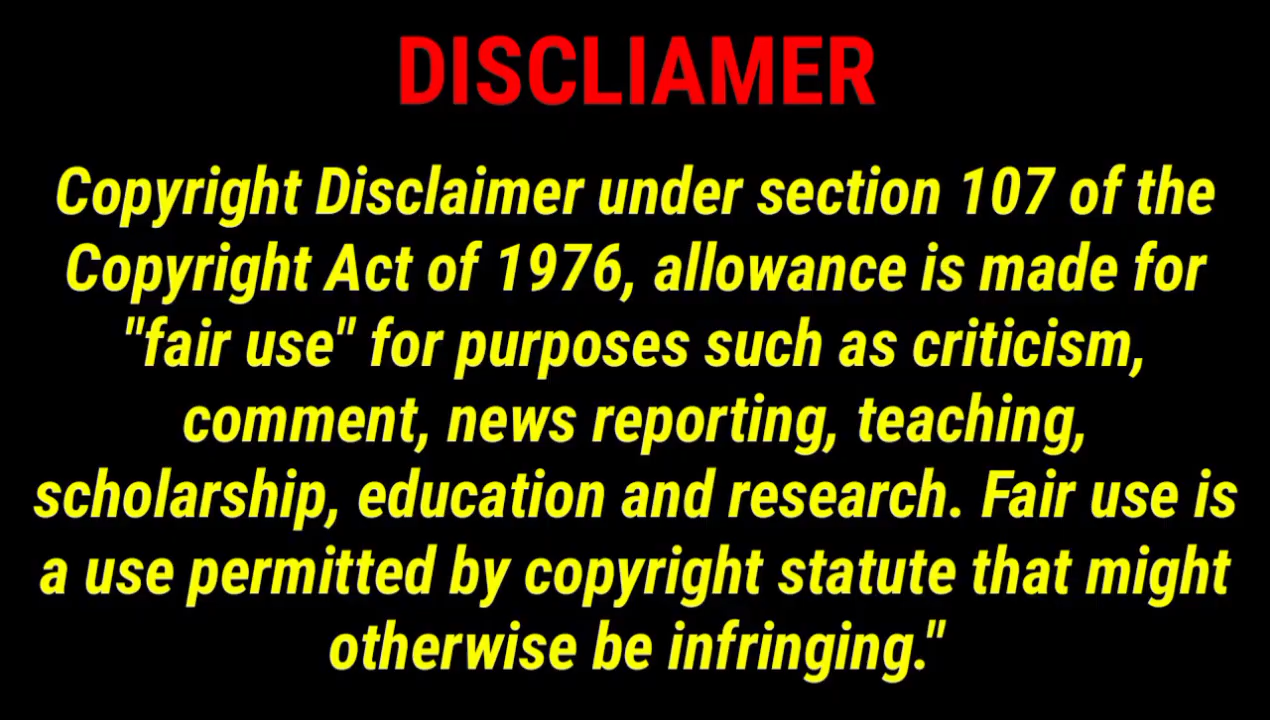 DISCLIAMER
Copyright Disclaimer under section 107 of the
Copyright Act of 1976, allowance is made for
"fair use" for purposes such as criticism,
comment, news reporting, teaching,
scholarship, education and research. Fair use is
a use permitted by copyright statute that might
otherwise be infringing."